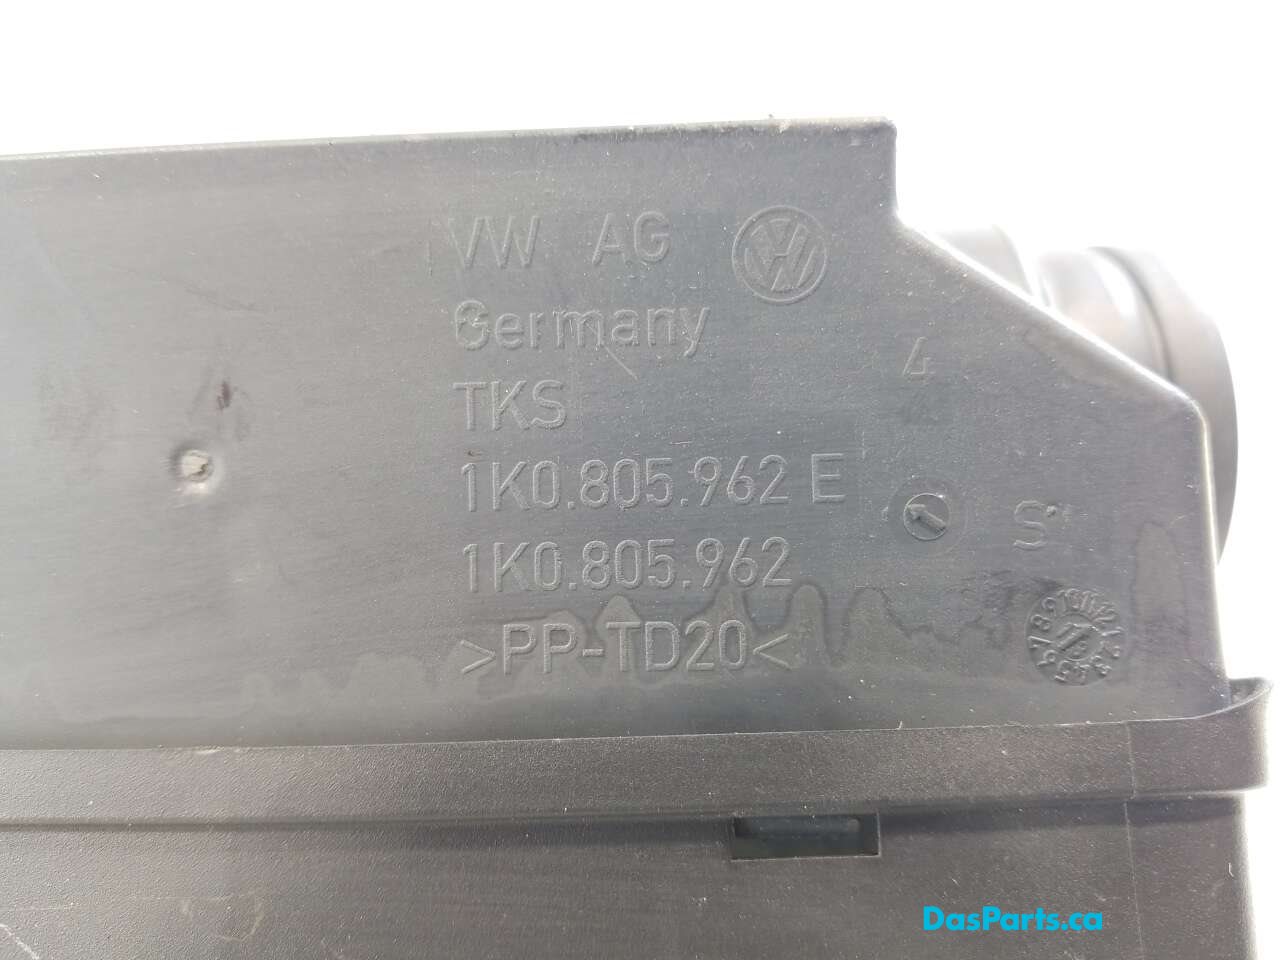 VW AG
Germany
4
TKS
1K0.805.962 E
S
1K0.805.962
>PP-TD20<
DasParts.ca